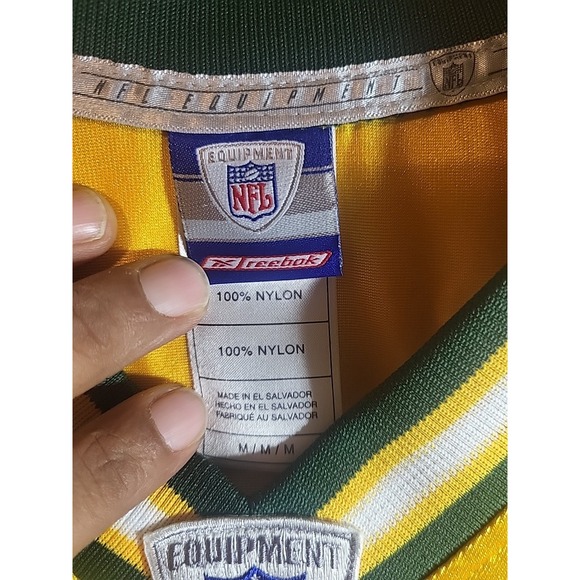 NFL EQUIPMENT
NFL
EQUIPMENT
NFL
Reebok
100% NYLON
100% NYLON
MADE IN EL SALVADOR
HECHO EN EL SALVADOR
FABRIQUÉ AU SALVADOR
M / M / M
EQUIPMENT